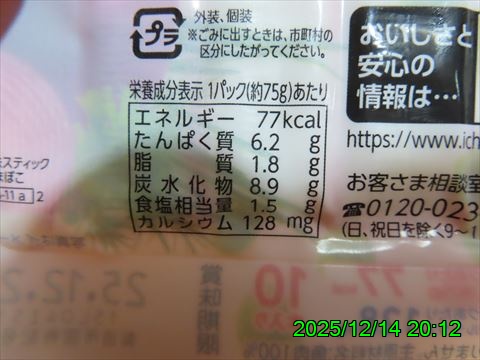 プラ
外装、個装
※ごみに出すときは、市町村の
区分にしたがってください。
おいしさと
安心の
情報は…
https://www.ich
お客さま相談室
☎0120-023
(日、祝日を除く9~1
栄養成分表示 1パック(約75g)あたり
エネルギー 77kcal
たんぱく質 6.2 g
脂質 1.8 g
炭水化物 8.9 g
食塩相当量 1.5 g
カルシウム 128 mg
スティック
まぼこ
-11a 2
25.12.2
賞味期限
77-10
2025/12/14 20:12